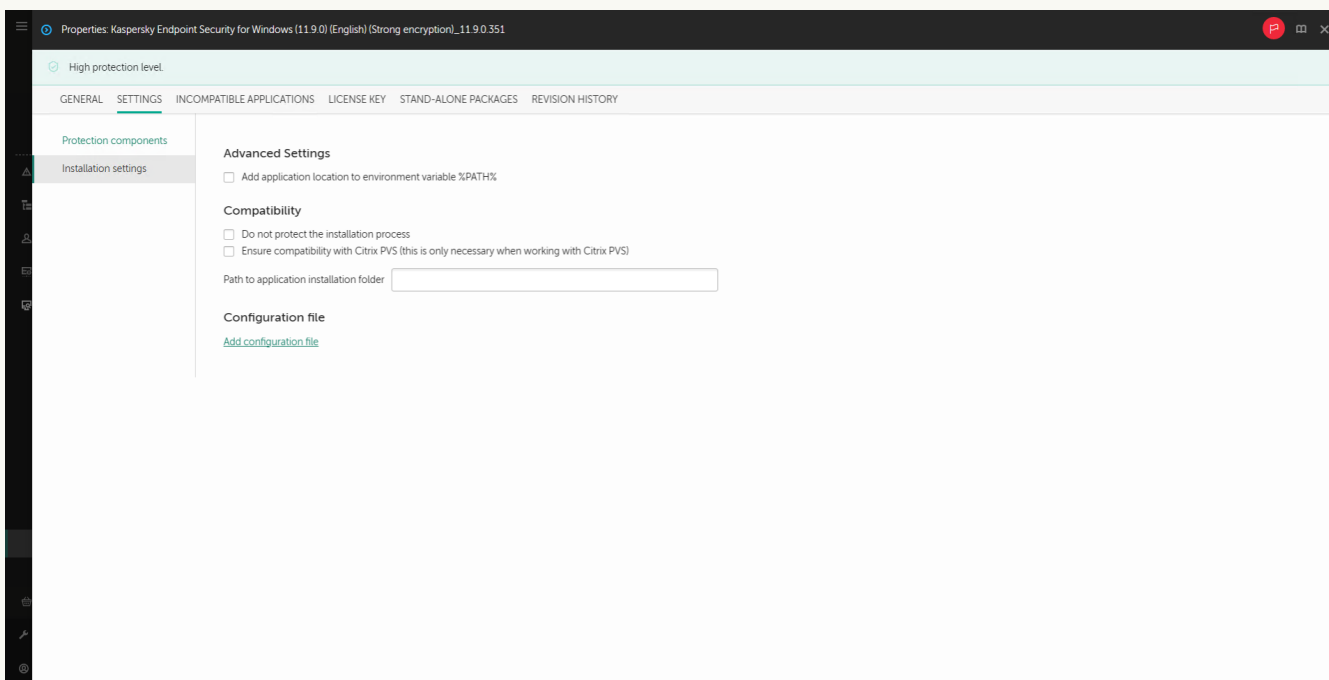 Properties: Kaspersky Endpoint Security for Windows (11.9.0) (English) (Strong encryption)_11.9.0.351
High protection level.
GENERAL SETTINGS INCOMPATIBLE APPLICATIONS LICENSE KEY STAND-ALONE PACKAGES REVISION HISTORY
Protection components
Installation settings
Advanced Settings
Add application location to environment variable %PATH%
Compatibility
Do not protect the installation process
Ensure compatibility with Citrix PVS (this is only necessary when working with Citrix PVS)
Path to application installation folder
Configuration file
Add configuration file